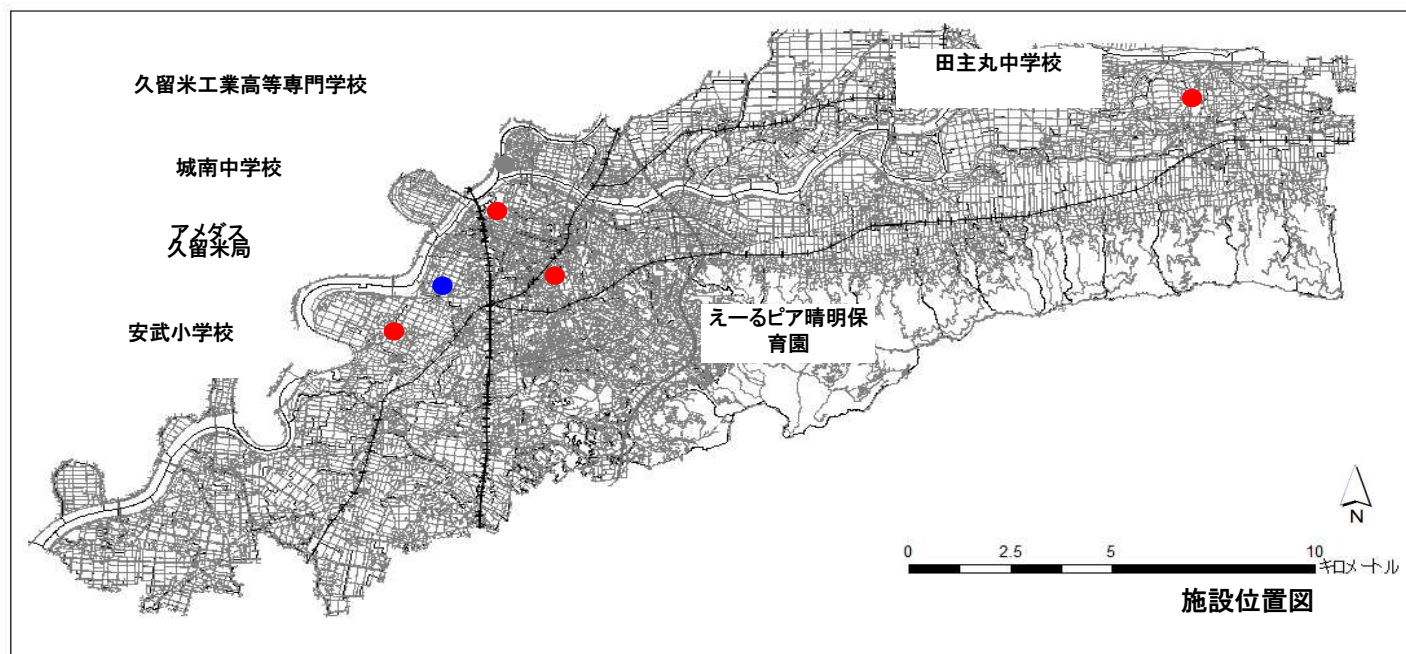 田主丸中学校
久留米工業高等専門学校
城南中学校
アメダス
久留米局
安武小学校
えーるピア晴明保
育園
N
0 2.5 5 10
キロメートル
施設位置図